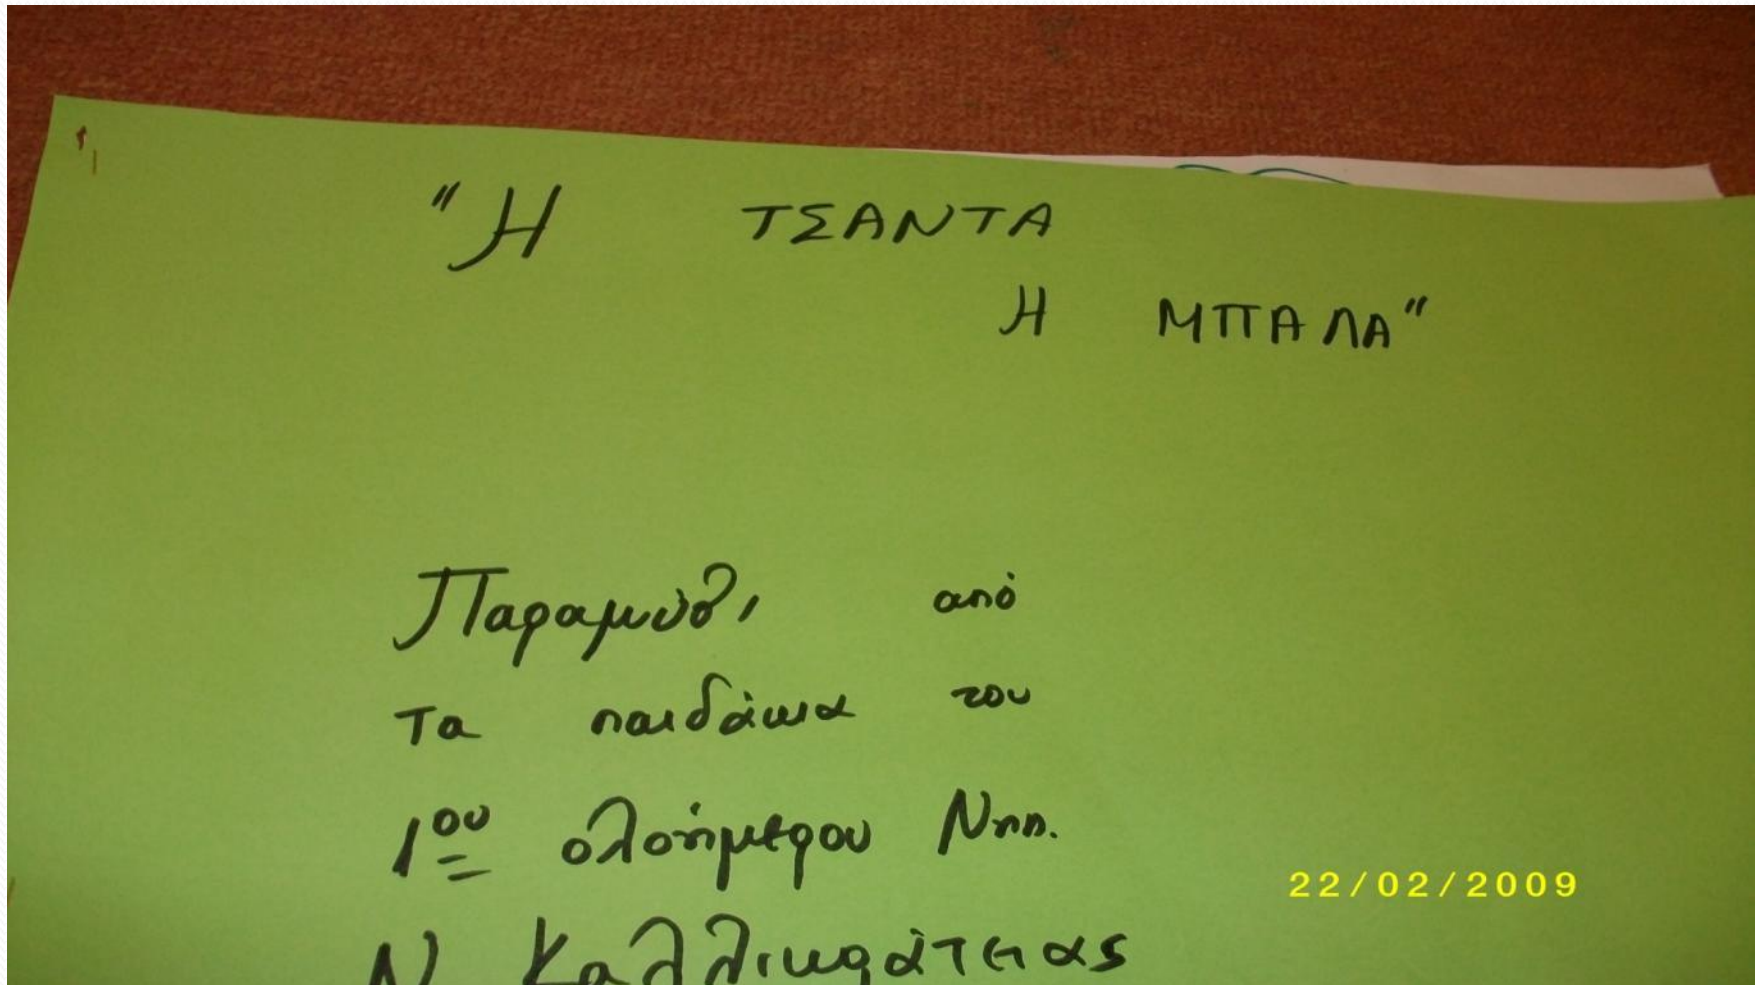 "Η ΤΣΑΝΤΑ
Η ΜΠΑΛΑ"
Παραμύθι από
Τα παιδάκια του
1ου ολοήμερου Νηπ.
Ν. Καλλικράτειας
22/02/2009